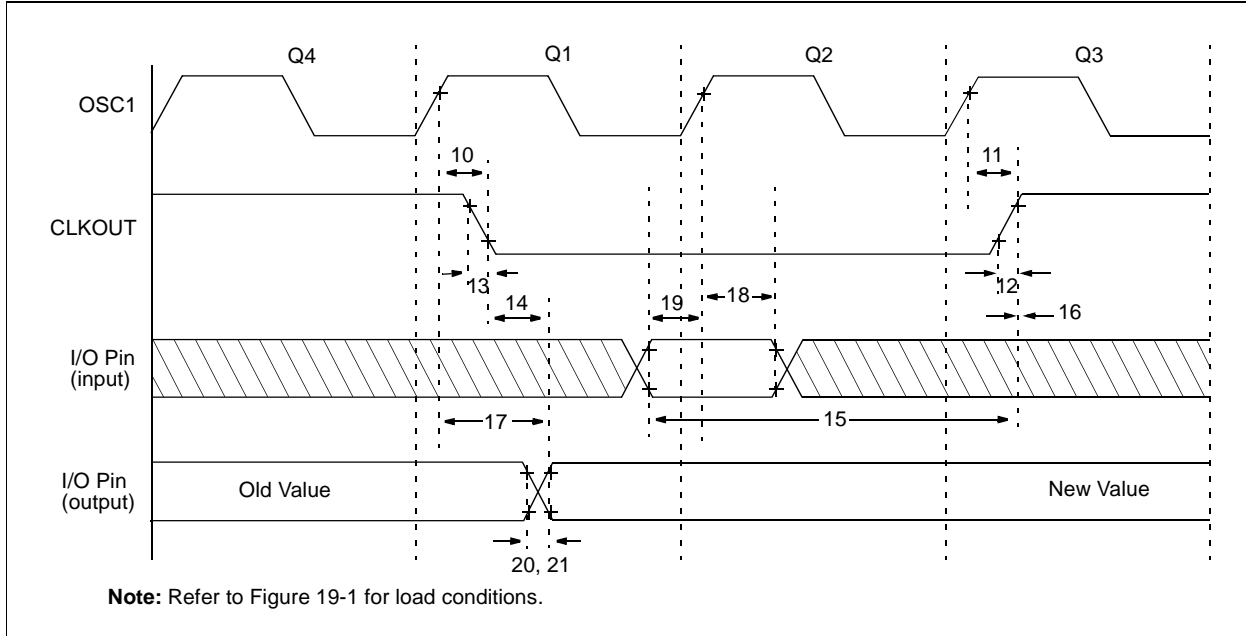 Q4
Q1
Q2
Q3
OSC1
10
11
CLKOUT
13
12
14
19
18
16
I/O Pin
(input)
17
15
I/O Pin
(output)
Old Value
New Value
20, 21
Note: Refer to Figure 19-1 for load conditions.